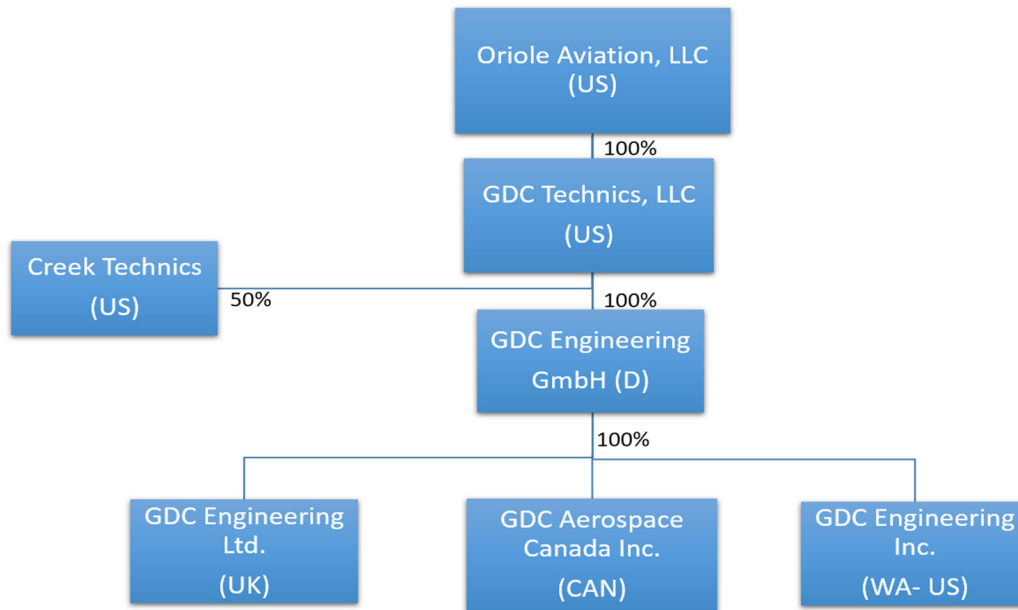 Oriole Aviation, LLC
(US)
100%
GDC Technics, LLC
(US)
Creek Technics
(US)
50%
100%
GDC Engineering
GmbH (D)
100%
GDC Engineering
Ltd.
(UK)
GDC Aerospace
Canada Inc.
(CAN)
GDC Engineering
Inc.
(WA- US)